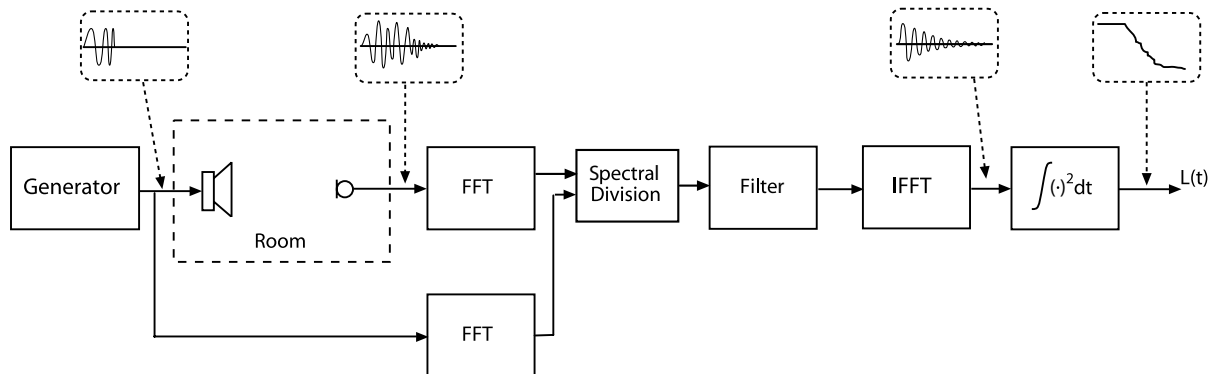 Generator
Room
FFT
FFT
Spectral
Division
Filter
IFFT
∫(·)²dt
L(t)